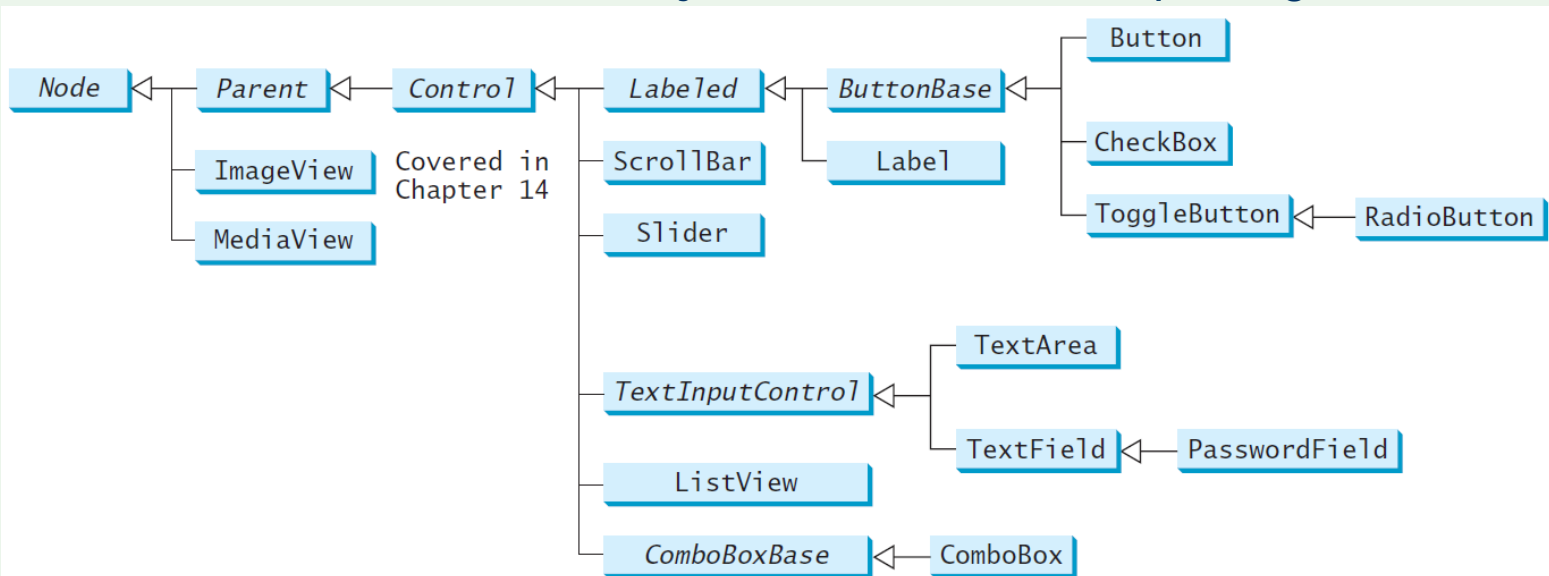 Button
Node
Parent
Control
Labeled
ButtonBase
ImageView
Covered in
Chapter 14
ScrollBar
Label
CheckBox
MediaView
Slider
ToggleButton
RadioButton
TextArea
TextInputControl
TextField
PasswordField
ListView
ComboBoxBase
ComboBox